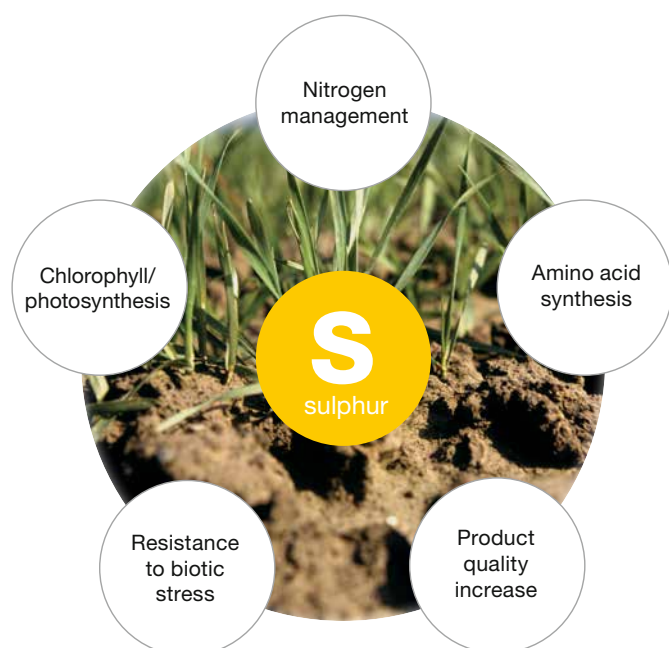 Nitrogen
management
Chlorophyll/
photosynthesis
Amino acid
synthesis
S
sulphur
Resistance
to biotic
stress
Product
quality
increase